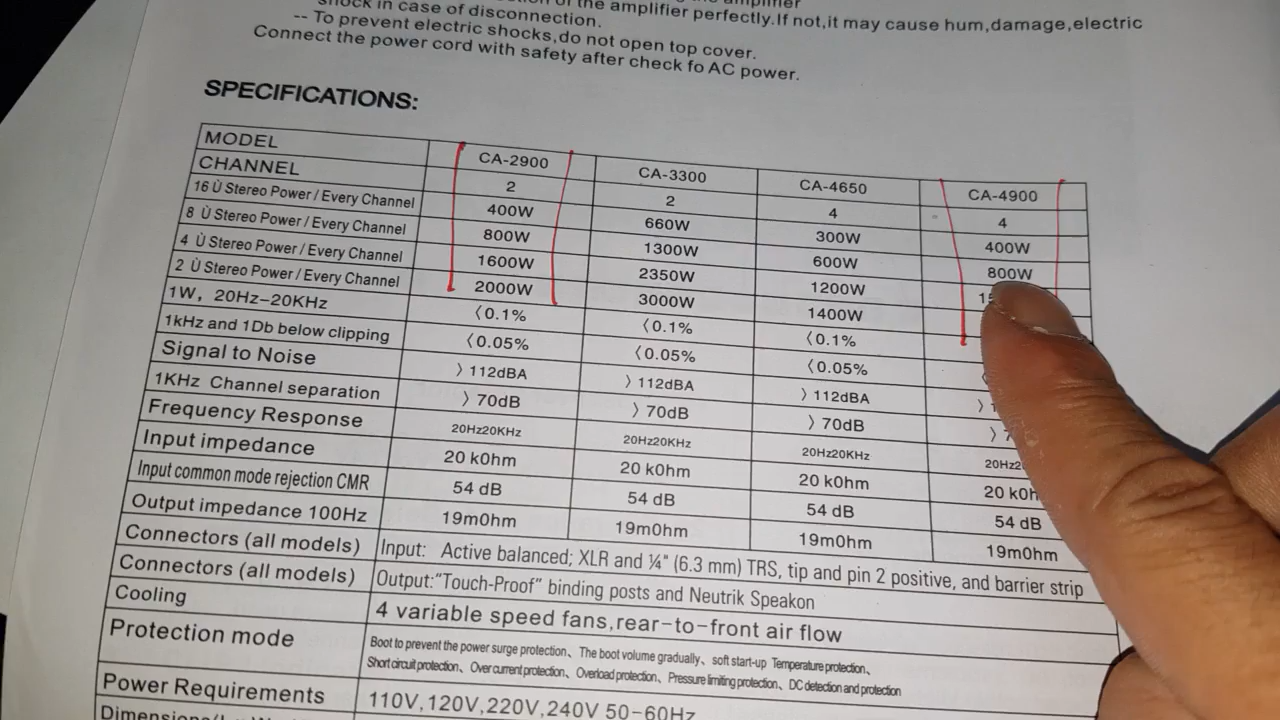 of the amplifier perfectly.If not,it may cause hum,damage,electric
shock in case of disconnection.
-- To prevent electric shocks,do not open top cover.
Connect the power cord with safety after check fo AC power.
SPECIFICATIONS:
MODEL CA-2900 CA-3300 CA-4650 CA-4900
CHANNEL 2 2 4 4
16 Ù Stereo Power / Every Channel 400W 660W 300W 400W
8 Ù Stereo Power / Every Channel 800W 1300W 600W 800W
4 Ù Stereo Power / Every Channel 1600W 2350W 1200W
2 Ù Stereo Power / Every Channel 2000W 3000W 1400W
1W, 20Hz-20KHz 〈0.1% 〈0.1% 〈0.1%
1kHz and 1Db below clipping 〈0.05% 〈0.05% 〈0.05%
Signal to Noise 〉112dBA 〉112dBA 〉112dBA
1KHz Channel separation 〉70dB 〉70dB 〉70dB
Frequency Response 20Hz20KHz 20Hz20KHz 20Hz20KHz
Input impedance 20 k0hm 20 k0hm 20 k0hm 20 k0h
Input common mode rejection CMR 54 dB 54 dB 54 dB 54 dB
Output impedance 100Hz 19m0hm 19m0hm 19m0hm 19m0hm
Connectors (all models) Input: Active balanced; XLR and ¼" (6.3 mm) TRS, tip and pin 2 positive, and barrier strip
Connectors (all models) Output:"Touch-Proof" binding posts and Neutrik Speakon
Cooling 4 variable speed fans,rear-to-front air flow
Protection mode Boot to prevent the power surge protection、The boot volume gradually、soft start-up Temperature protection、
Short circuit protection、Over current protection、Overload protection、Pressure limiting protection、DC detection and protection
Power Requirements 110V,120V,220V,240V 50-60Hz